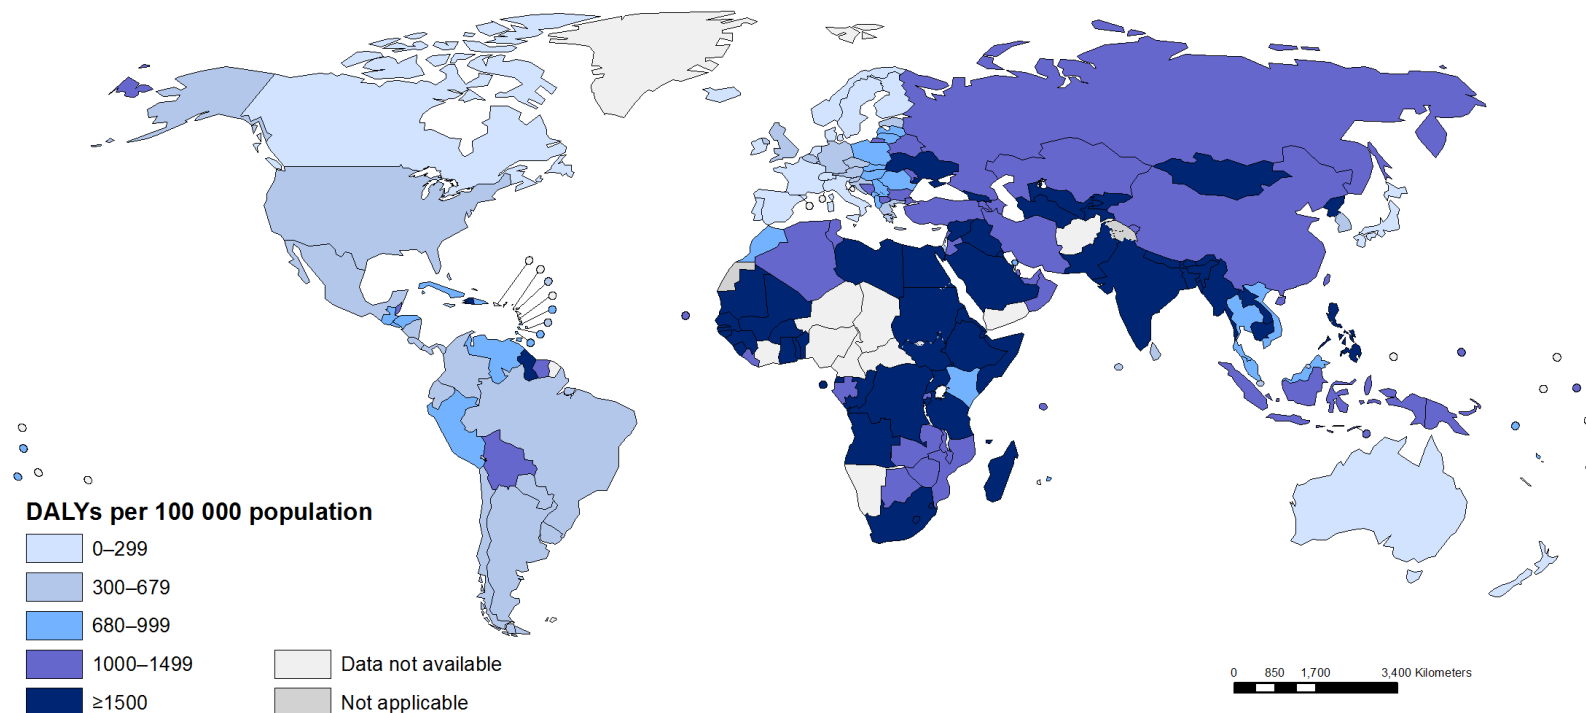 DALYs per 100 000 population
0–299
300–679
680–999
1000–1499
≥1500
Data not available
Not applicable
0 850 1,700 3,400 Kilometers